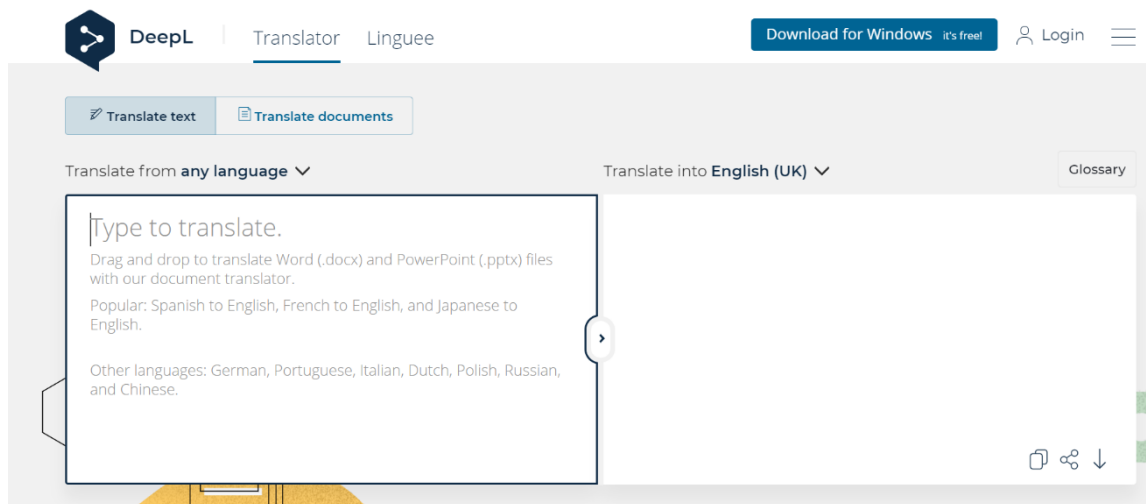 DeepL Translator Linguee Download for Windows it's free! Login
Translate text Translate documents
Translate from any language Translate into English (UK) Glossary
Type to translate.
Drag and drop to translate Word (.docx) and PowerPoint (.pptx) files
with our document translator.
Popular: Spanish to English, French to English, and Japanese to
English.
Other languages: German, Portuguese, Italian, Dutch, Polish, Russian,
and Chinese.